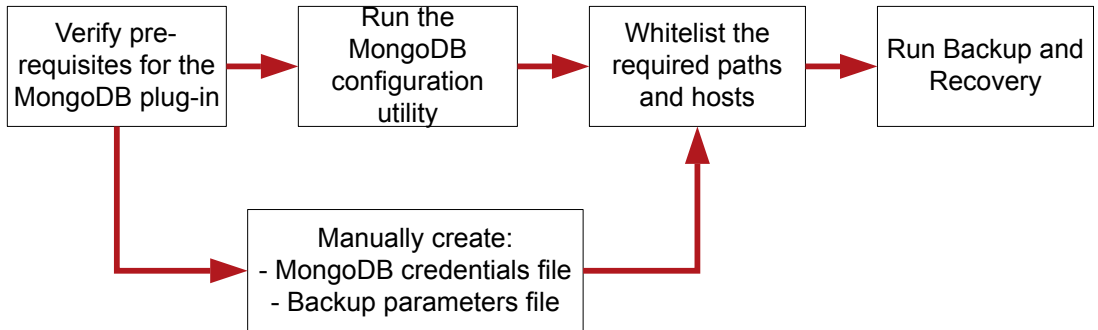 Verify pre-
requisites for the
MongoDB plug-in
Run the
MongoDB
configuration
utility
Whitelist the
required paths
and hosts
Run Backup and
Recovery
Manually create:
- MongoDB credentials file
- Backup parameters file